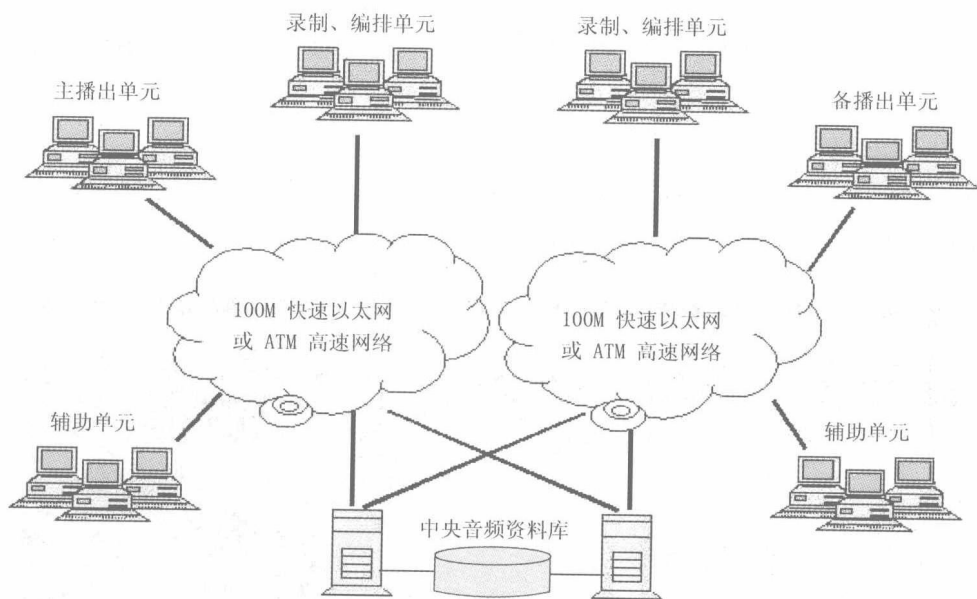 录制、编排单元
录制、编排单元
主播出单元
备播出单元
100M 快速以太网
或 ATM 高速网络
100M 快速以太网
或 ATM 高速网络
辅助单元
辅助单元
中央音频资料库